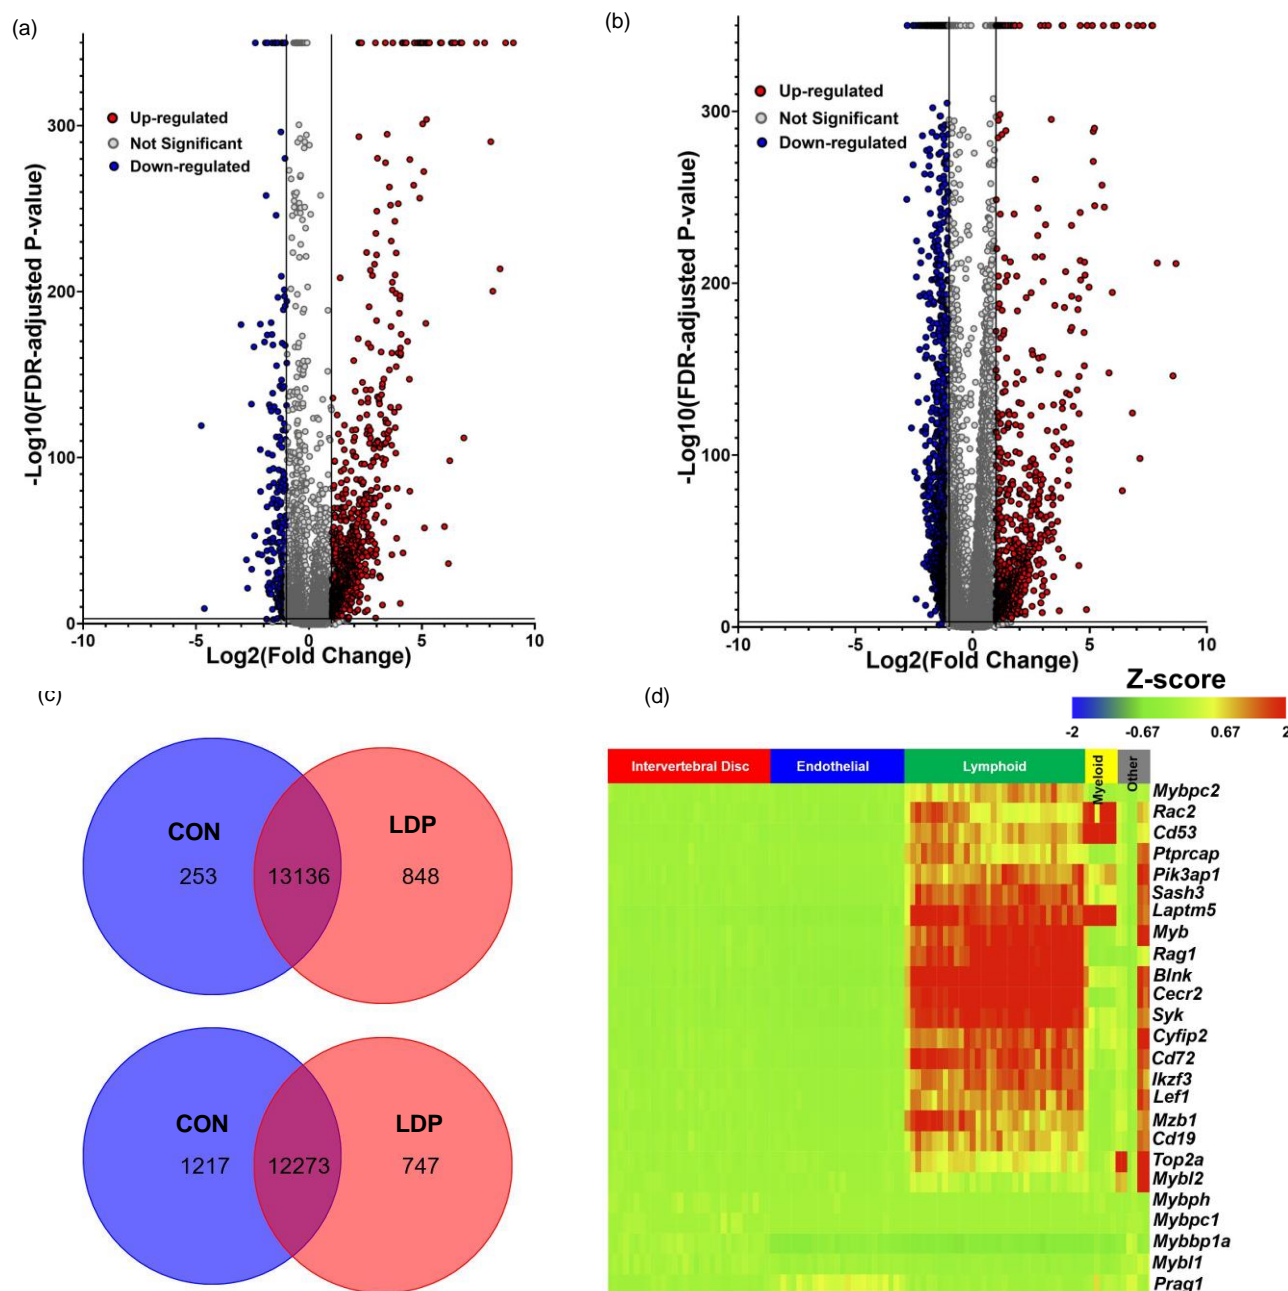 (a)
-Log10(FDR-adjusted P-value)
Up-regulated
Not Significant
Down-regulated
300
200
100
0
-10 -5 0 5 10
Log2(Fold Change)
(b)
-Log10(FDR-adjusted P-value)
Up-regulated
Not Significant
Down-regulated
300
200
100
0
-10 -5 0 5 10
Log2(Fold Change)
(c)
CON LDP
253 13136 848
CON LDP
1217 12273 747
(d)
Z-score
-2 -0.67 0.67 2
Intervertebral Disc Endothelial Lymphoid Myeloid Other
Mybpc2
Rac2
Cd53
Ptprcap
Pik3ap1
Sash3
Laptm5
Myb
Rag1
Blnk
Cecr2
Syk
Cyfip2
Cd72
Ikzf3
Lef1
Mzb1
Cd19
Top2a
Mybl2
Mybph
Mybpc1
Mybbp1a
Mybl1
Prag1